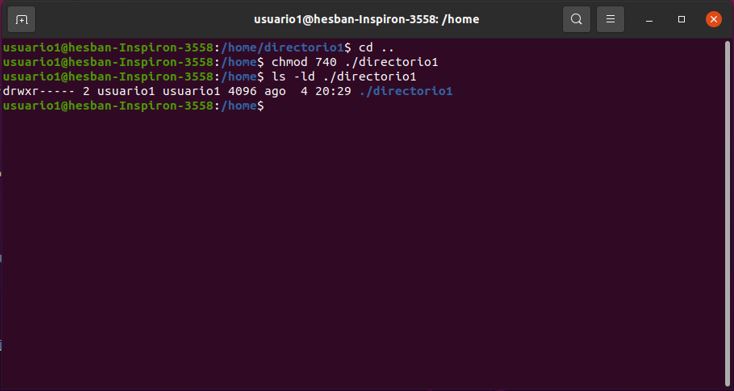 usuario1@hesban-Inspiron-3558: /home
usuario1@hesban-Inspiron-3558:/home/directorio1$ cd ..
usuario1@hesban-Inspiron-3558:/home$ chmod 740 ./directorio1
usuario1@hesban-Inspiron-3558:/home$ ls -ld ./directorio1
drwxr----- 2 usuario1 usuario1 4096 ago  4 20:29 ./directorio1
usuario1@hesban-Inspiron-3558:/home$